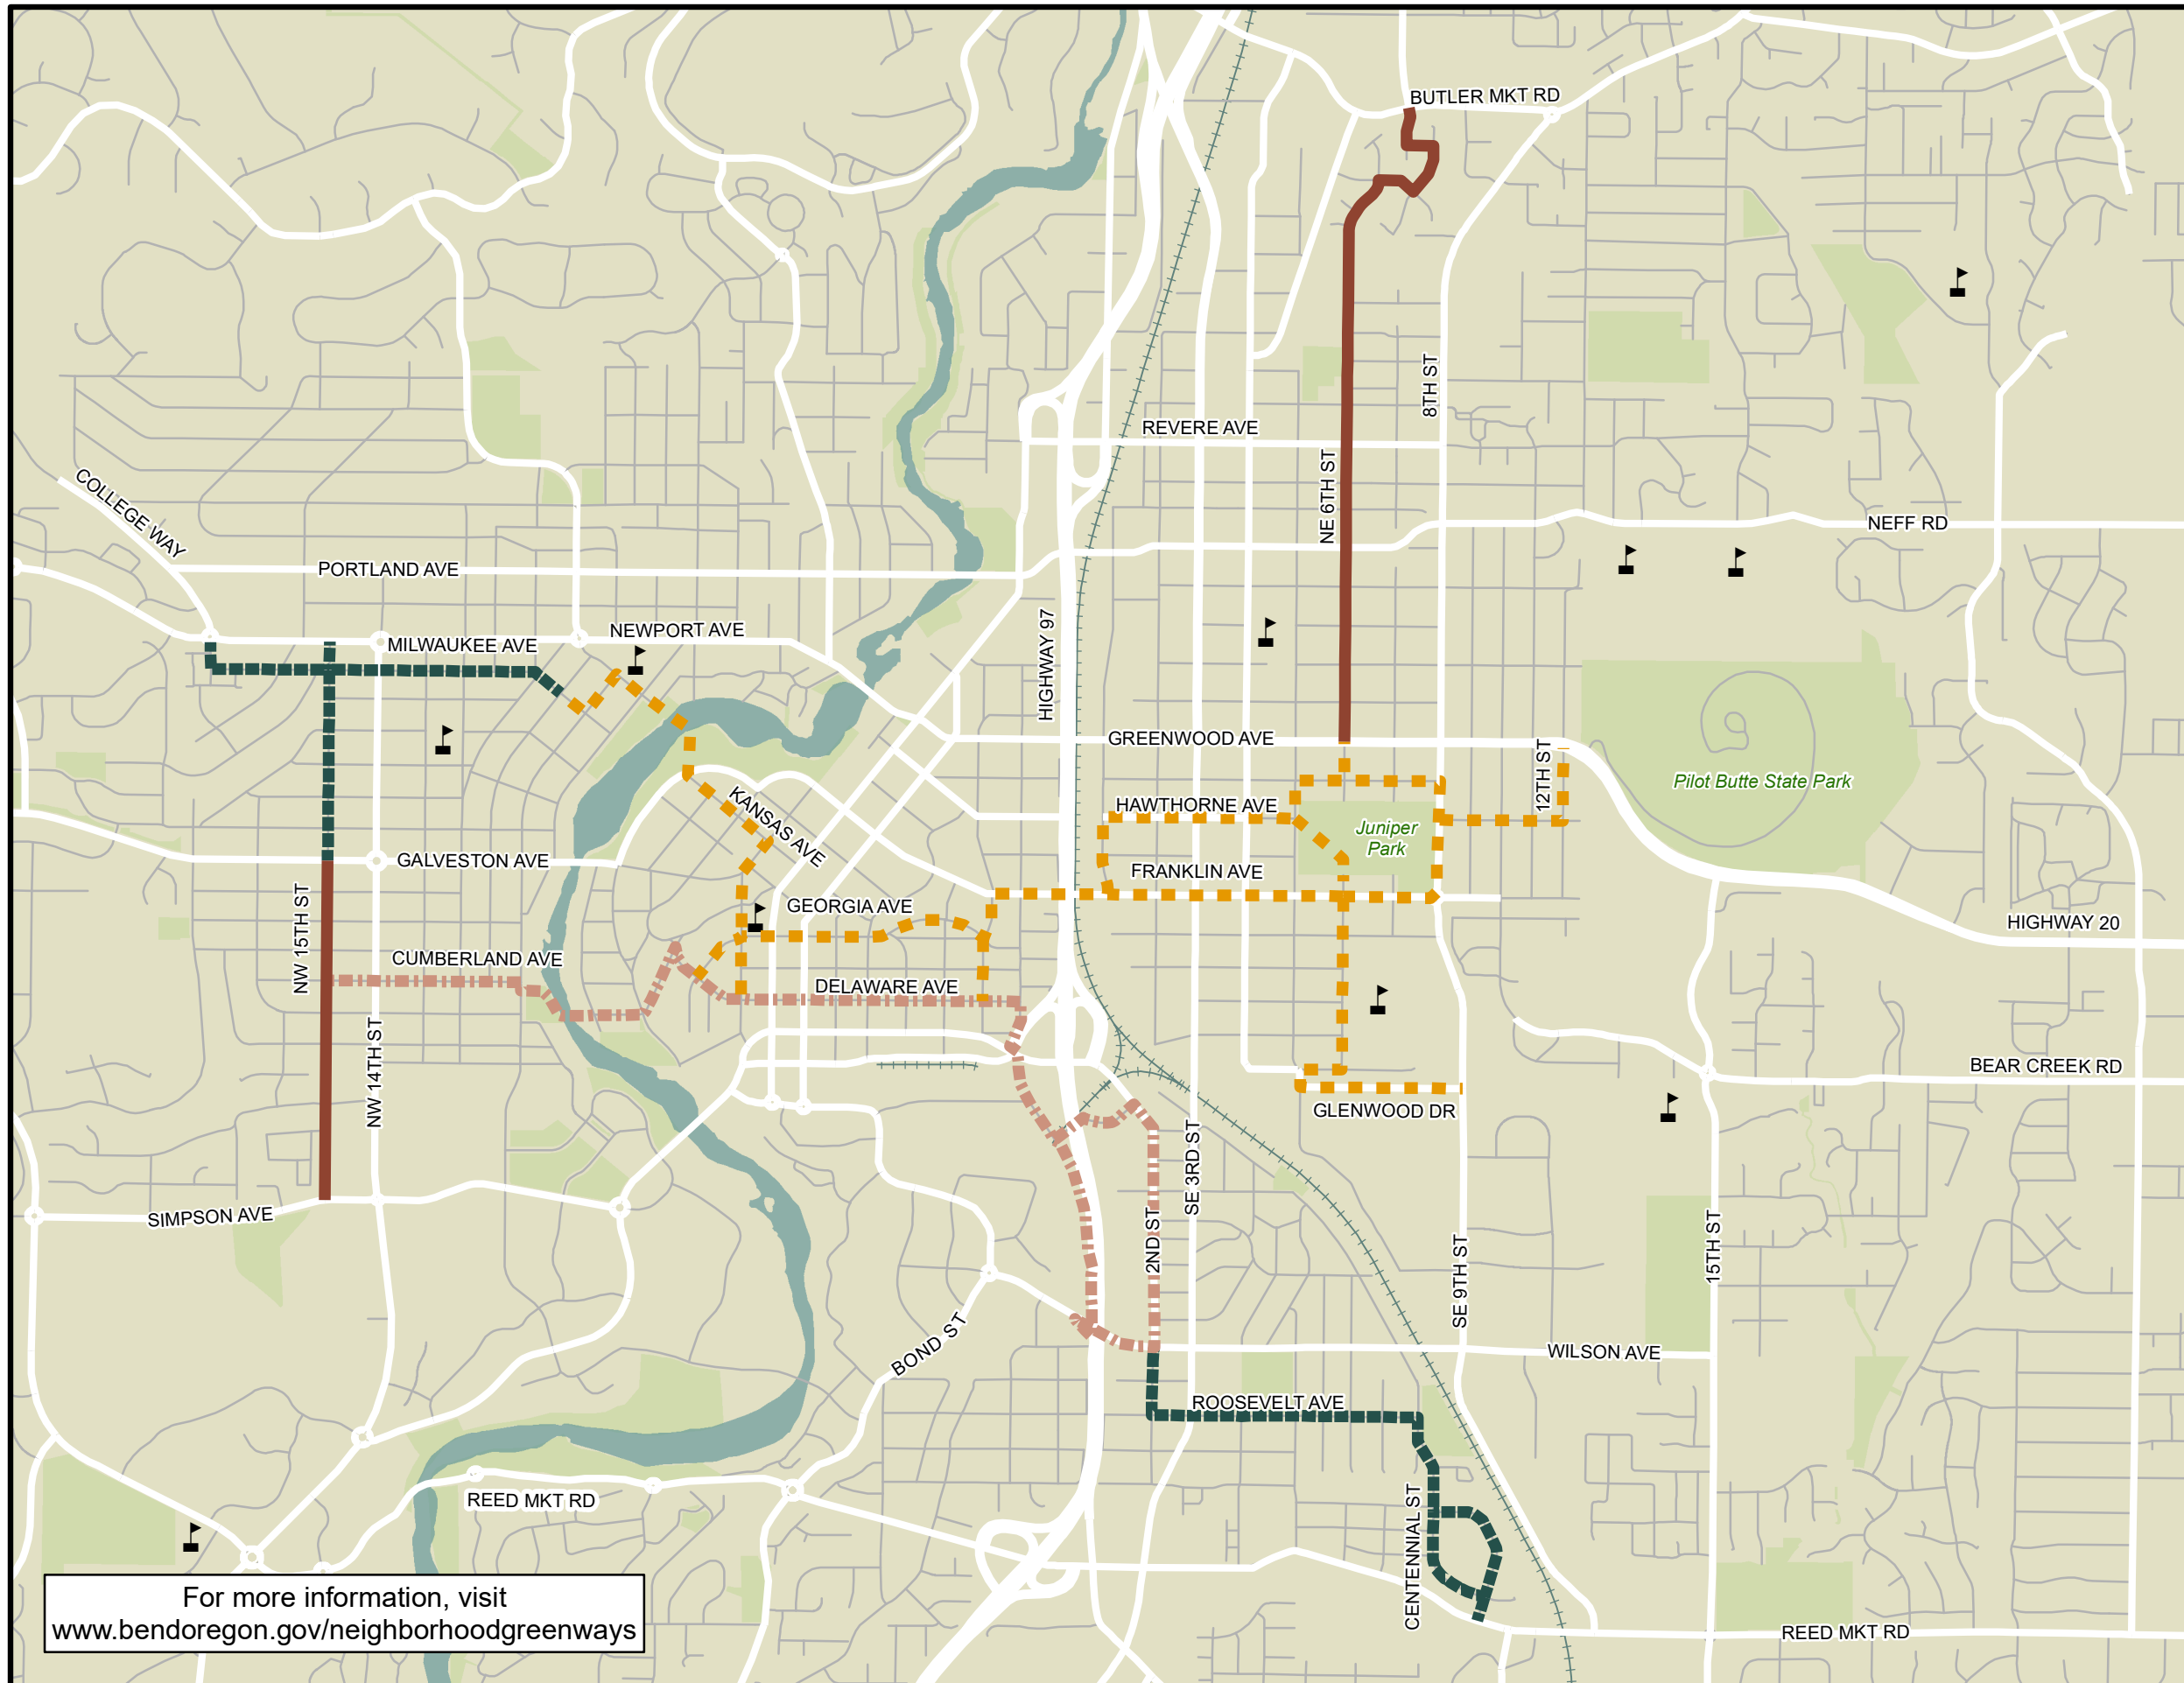 BUTLER MKT RD
8TH ST
REVERE AVE
NE 6TH ST
COLLEGE WAY
NEFF RD
PORTLAND AVE
HIGHWAY 97
NEWPORT AVE
MILWAUKEE AVE
GREENWOOD AVE
12TH ST
Pilot Butte State Park
KANSAS AVE
HAWTHORNE AVE
Juniper
Park
GALVESTON AVE
FRANKLIN AVE
NW 15TH ST
GEORGIA AVE
HIGHWAY 20
CUMBERLAND AVE
DELAWARE AVE
NW 14TH ST
BEAR CREEK RD
GLENWOOD DR
SE 3RD ST
SIMPSON AVE
2ND ST
SE 9TH ST
15TH ST
BOND ST
WILSON AVE
ROOSEVELT AVE
REED MKT RD
CENTENNIAL ST
REED MKT RD
For more information, visit
www.bendoregon.gov/neighborhoodgreenways